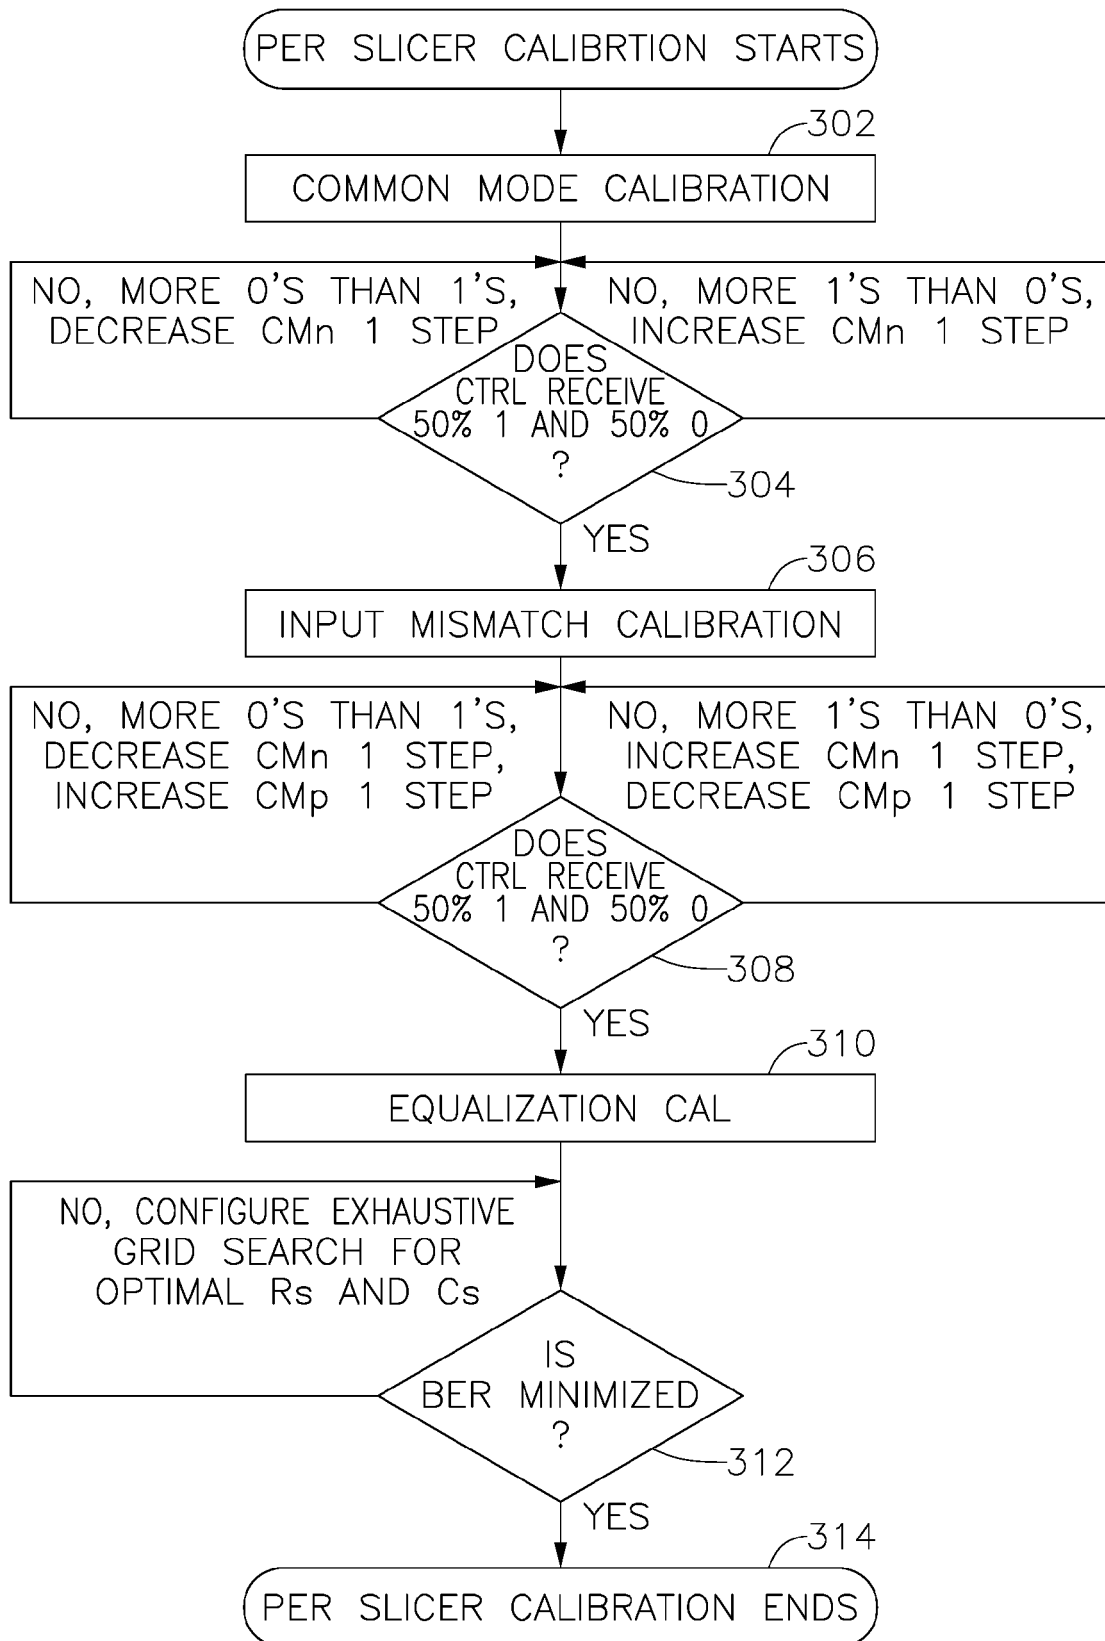 PER SLICER CALIBRTION STARTS
302
COMMON MODE CALIBRATION
NO, MORE 0'S THAN 1'S,
DECREASE CMn 1 STEP
NO, MORE 1'S THAN 0'S,
INCREASE CMn 1 STEP
DOES
CTRL RECEIVE
50% 1 AND 50% 0
?
304
YES
306
INPUT MISMATCH CALIBRATION
NO, MORE 0'S THAN 1'S,
DECREASE CMn 1 STEP,
INCREASE CMp 1 STEP
NO, MORE 1'S THAN 0'S,
INCREASE CMn 1 STEP,
DECREASE CMp 1 STEP
DOES
CTRL RECEIVE
50% 1 AND 50% 0
?
308
YES
310
EQUALIZATION CAL
NO, CONFIGURE EXHAUSTIVE
GRID SEARCH FOR
OPTIMAL Rs AND Cs
IS
BER MINIMIZED
?
312
YES
314
PER SLICER CALIBRATION ENDS